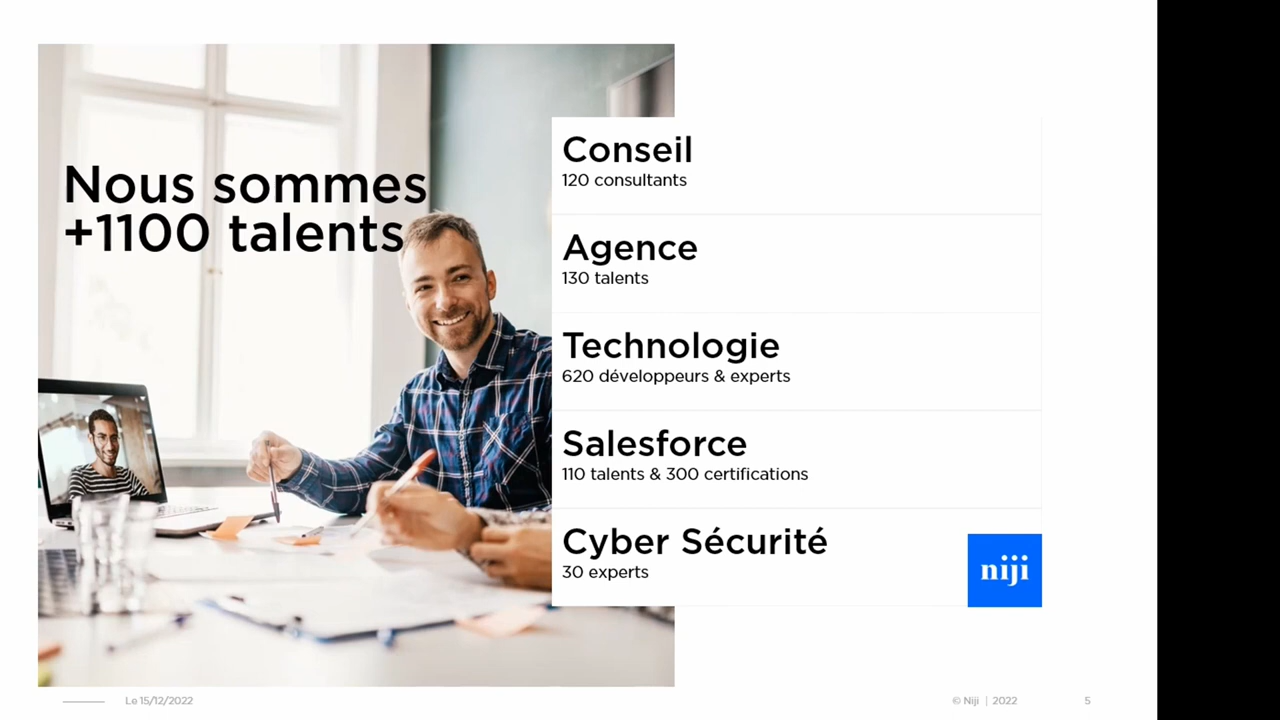 Nous sommes
+1100 talents
Conseil
120 consultants
Agence
130 talents
Technologie
620 développeurs & experts
Salesforce
110 talents & 300 certifications
Cyber Sécurité
30 experts
niji
Le 15/12/2022
© Niji | 2022
5